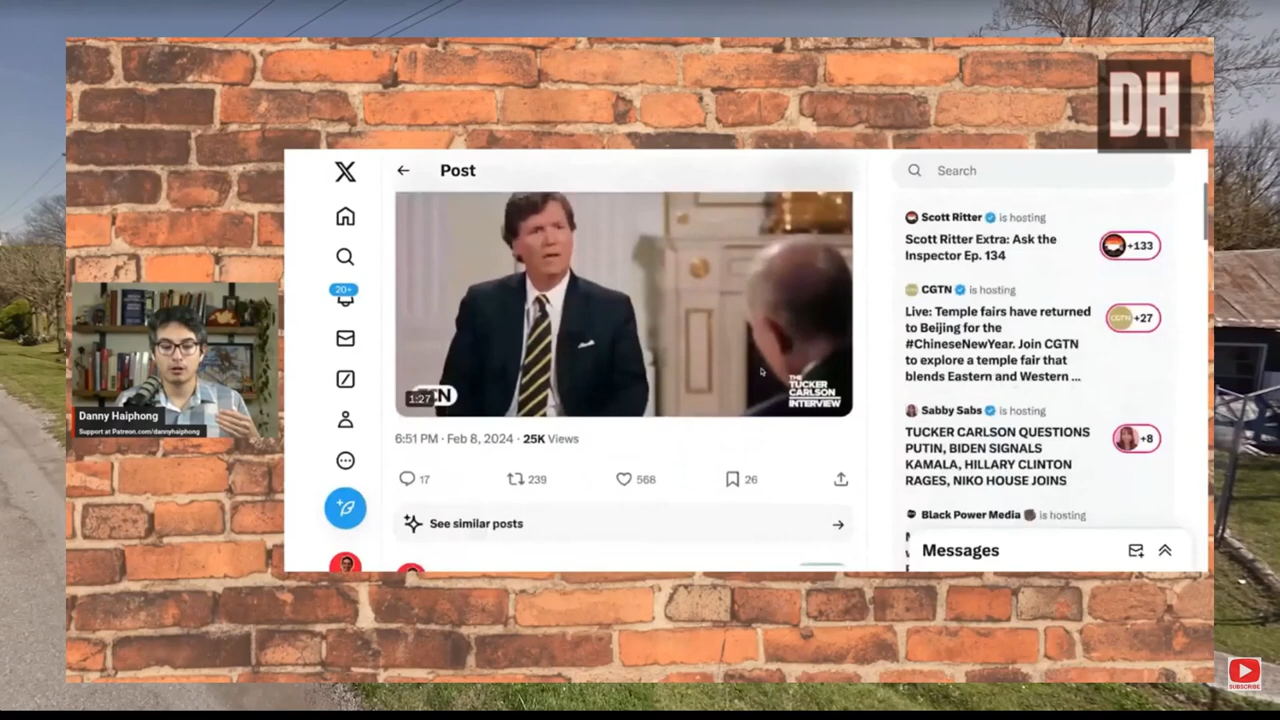 DH
Post
Search
1:27
CN
THE
TUCKER
CARLSON
INTERVIEW
6:51 PM · Feb 8, 2024 · 25K Views
17
239
568
26
See similar posts
20+
Scott Ritter is hosting
Scott Ritter Extra: Ask the
Inspector Ep. 134
+133
CGTN is hosting
Live: Temple fairs have returned
to Beijing for the
#ChineseNewYear. Join CGTN
to explore a temple fair that
blends Eastern and Western ...
CGTN
+27
Sabby Sabs is hosting
TUCKER CARLSON QUESTIONS
PUTIN, BIDEN SIGNALS
KAMALA, HILLARY CLINTON
RAGES, NIKO HOUSE JOINS
+8
Black Power Media is hosting
Messages
Danny Haiphong
Support at Patreon.com/dannyhaiphong
SUBSCRIBE